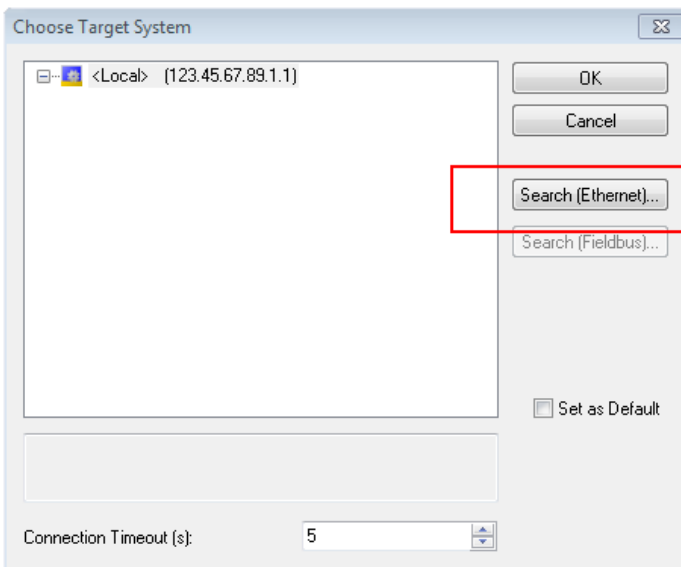 Choose Target System
<Local> (123.45.67.89.1.1)
OK
Cancel
Search (Ethernet)...
Search (Fieldbus)...
Set as Default
Connection Timeout (s):
5